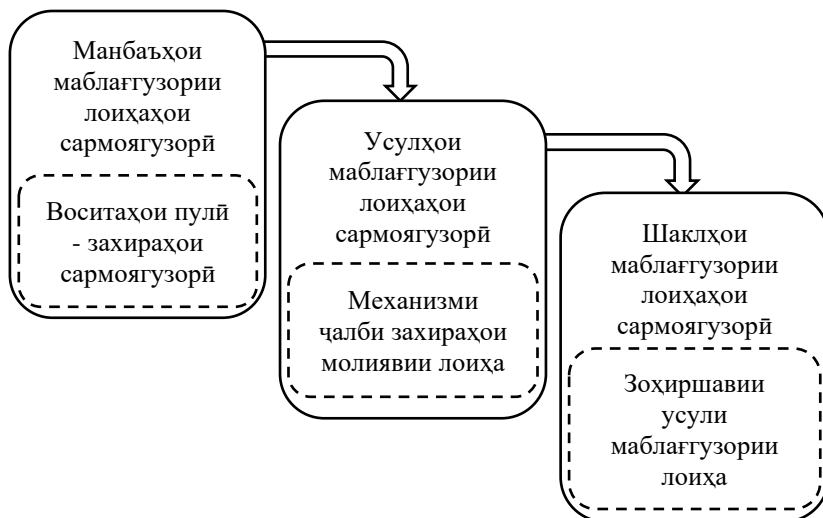 Манбаъҳои
маблағгузории
лоиҳаҳои
сармоягузорӣ
Воситаҳои пулӣ
- захираҳои
сармоягузорӣ
Усулҳои
маблағгузории
лоиҳаҳои
сармоягузорӣ
Механизми
ҷалби захираҳои
молиявии лоиҳа
Шаклҳои
маблағгузории
лоиҳаҳои
сармоягузорӣ
Зоҳиршавии
усули
маблағгузории
лоиҳа